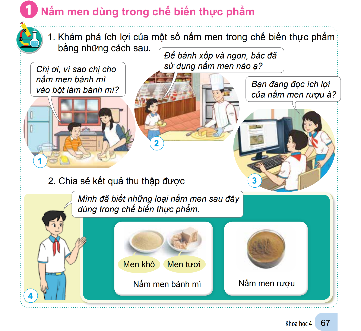 1 Nấm men dùng trong chế biến thực phẩm
1. Khám phá ích lợi của một số nấm men trong chế biến thực phẩm
bằng những cách sau.
Chị ơi, vì sao chị cho
nấm men bánh mì
vào bột làm bánh mì?
1
Để bánh xốp và ngon, bác đã
sử dụng nấm men nào ạ?
2
Bạn đang đọc ích lợi
của nấm men rượu à?
3
2. Chia sẻ kết quả thu thập được
Mình đã biết những loại nấm men sau đây
dùng trong chế biến thực phẩm.
Men khô
Men tươi
Nấm men bánh mì
Nấm men rượu
4
Khoa học 4
67